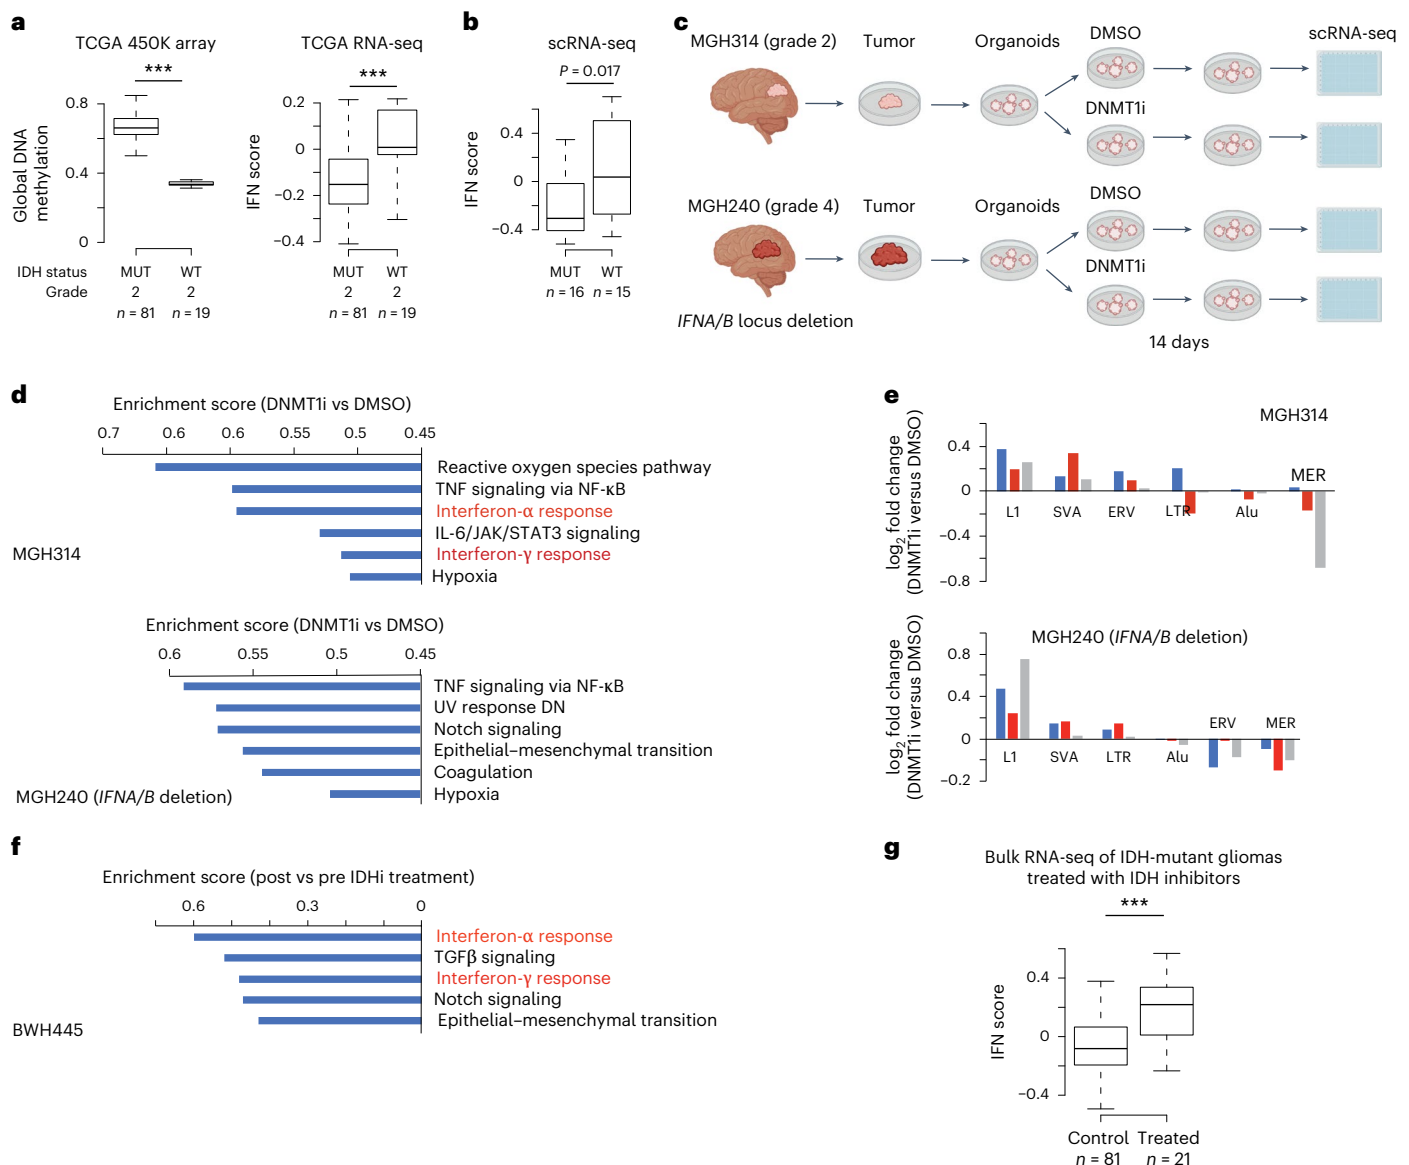 a
TCGA 450K array
***
Global DNA
methylation
0.8
0.4
0
IDH status
Grade
MUT WT
2 2
n = 81 n = 19
TCGA RNA-seq
***
IFN score
0.2
0
−0.2
−0.4
MUT WT
2 2
n = 81 n = 19
b
scRNA-seq
P = 0.017
IFN score
0.4
0
−0.4
MUT WT
n = 16 n = 15
c
MGH314 (grade 2)
Tumor
Organoids
DMSO
scRNA-seq
DNMT1i
MGH240 (grade 4)
Tumor
Organoids
DMSO
DNMT1i
IFNA/B locus deletion
14 days
d
Enrichment score (DNMT1i vs DMSO)
0.7 0.6 0.6 0.55 0.5 0.45
Reactive oxygen species pathway
TNF signaling via NF-κB
Interferon-α response
IL-6/JAK/STAT3 signaling
Interferon-γ response
Hypoxia
MGH314
Enrichment score (DNMT1i vs DMSO)
0.6 0.55 0.5 0.45
TNF signaling via NF-κB
UV response DN
Notch signaling
Epithelial–mesenchymal transition
Coagulation
Hypoxia
MGH240 (IFNA/B deletion)
e
MGH314
log2 fold change
(DNMT1i versus DMSO)
0.4
0
−0.4
−0.8
L1 SVA ERV LTR Alu MER
MGH240 (IFNA/B deletion)
log2 fold change
(DNMT1i versus DMSO)
0.8
0.4
0
−0.2
L1 SVA LTR Alu ERV MER
f
Enrichment score (post vs pre IDHi treatment)
0.6 0.3 0
Interferon-α response
TGFβ signaling
Interferon-γ response
Notch signaling
Epithelial–mesenchymal transition
BWH445
g
Bulk RNA-seq of IDH-mutant gliomas
treated with IDH inhibitors
***
IFN score
0.4
0
−0.4
Control Treated
n = 81 n = 21